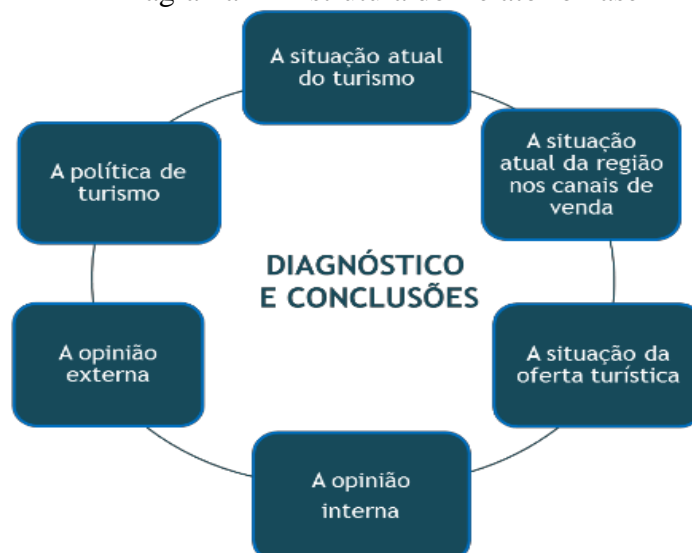 A situação atual
do turismo
A situação
atual da região
nos canais de
venda
A situação da
oferta turística
A opinião
interna
A opinião
externa
A política de
turismo
DIAGNÓSTICO
E CONCLUSÕES